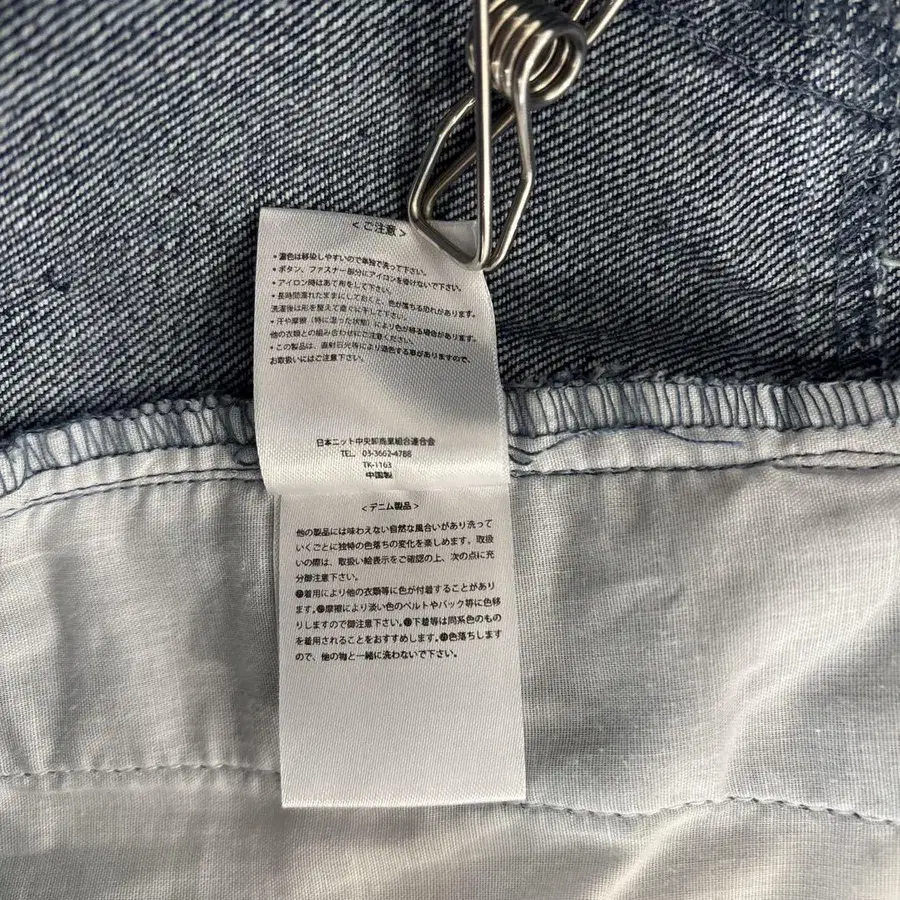 <ご注意>
•濃色は移染しやすいので単独で洗って下さい。
•ボタン、ファスナー部分にアイロンを掛けないで下さい。
•アイロン時はあて布をして下さい。
•長時間濡れたままにしておくと、色が落ちる恐れがあります。
洗濯後は形を整えて直ぐに干して下さい。
•汗や摩擦（特に湿った状態）により色が移る場合があります。
他の衣類との組み合わせにご注意ください。
•この製品は、直射日光等により退色する事がありますので、
お取扱いにはご注意下さい。
日本ニット中央卸商業組合連合会
TEL. 03-3662-4788
TK-1163
中国製
<デニム製品>
他の製品には味わえない自然な風合いがあり洗って
いくごとに独特の色落ちの変化を楽しめます。取扱
いの際は、取扱い絵表示をご確認の上、次の点に充
分御注意下さい。
着用により他の衣類等に色が付着することがあり
ます。摩擦により淡い色のベルトやバック等に色移
りしますので御注意下さい。下着等は同系色のもの
を着用されることをおすすめします。色落ちします
ので、他の物と一緒に洗わないで下さい。